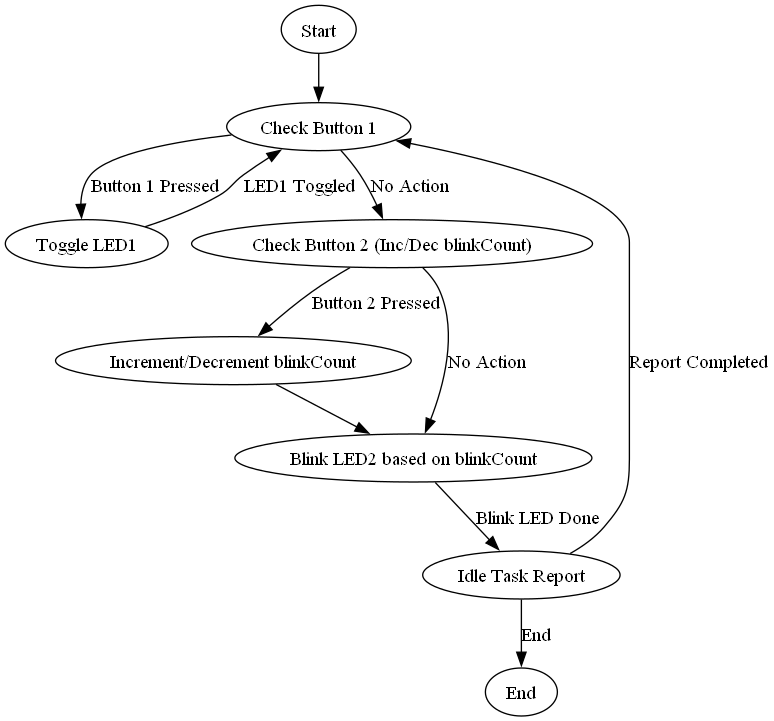 Start
Check Button 1
Button 1 Pressed
LED1 Toggled
No Action
Toggle LED1
Check Button 2 (Inc/Dec blinkCount)
Button 2 Pressed
Increment/Decrement blinkCount
No Action
Report Completed
Blink LED2 based on blinkCount
Blink LED Done
Idle Task Report
End
End